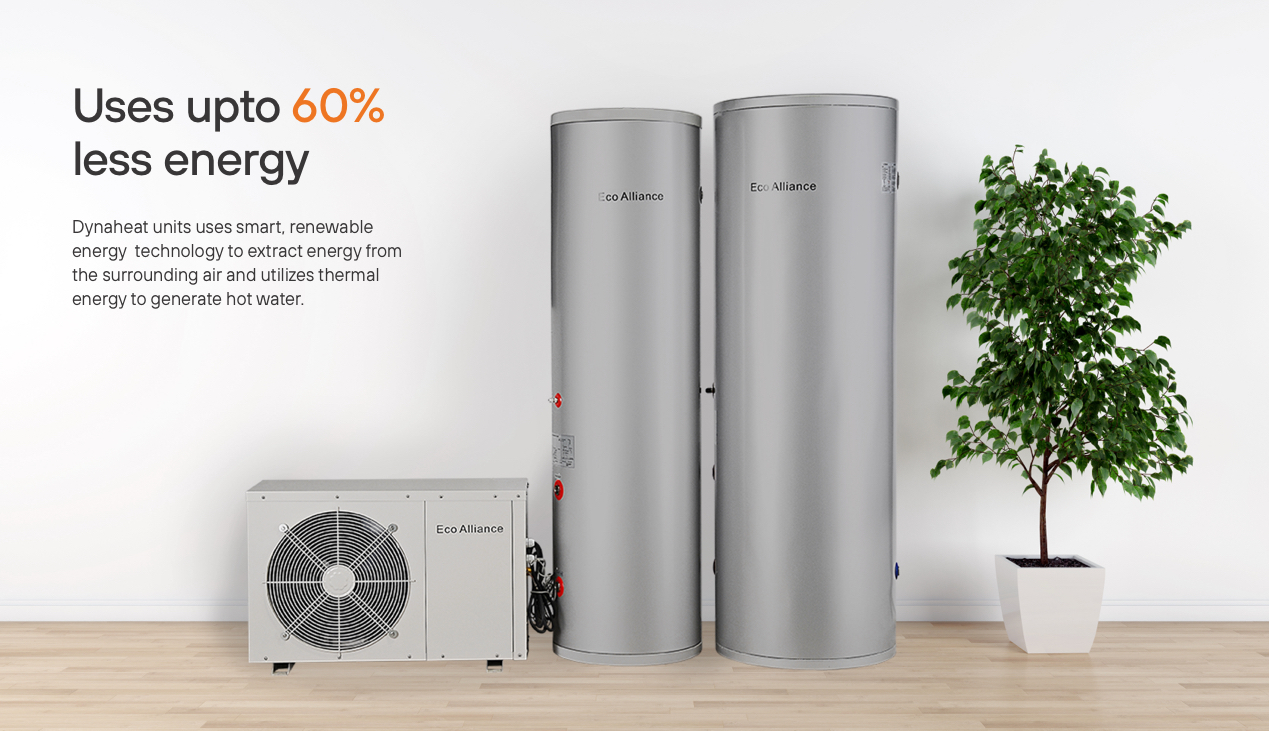 Uses upto 60%
less energy
Dynaheat units uses smart, renewable
energy  technology to extract energy from
the surrounding air and utilizes thermal
energy to generate hot water.
Eco Alliance
Eco Alliance
Eco Alliance